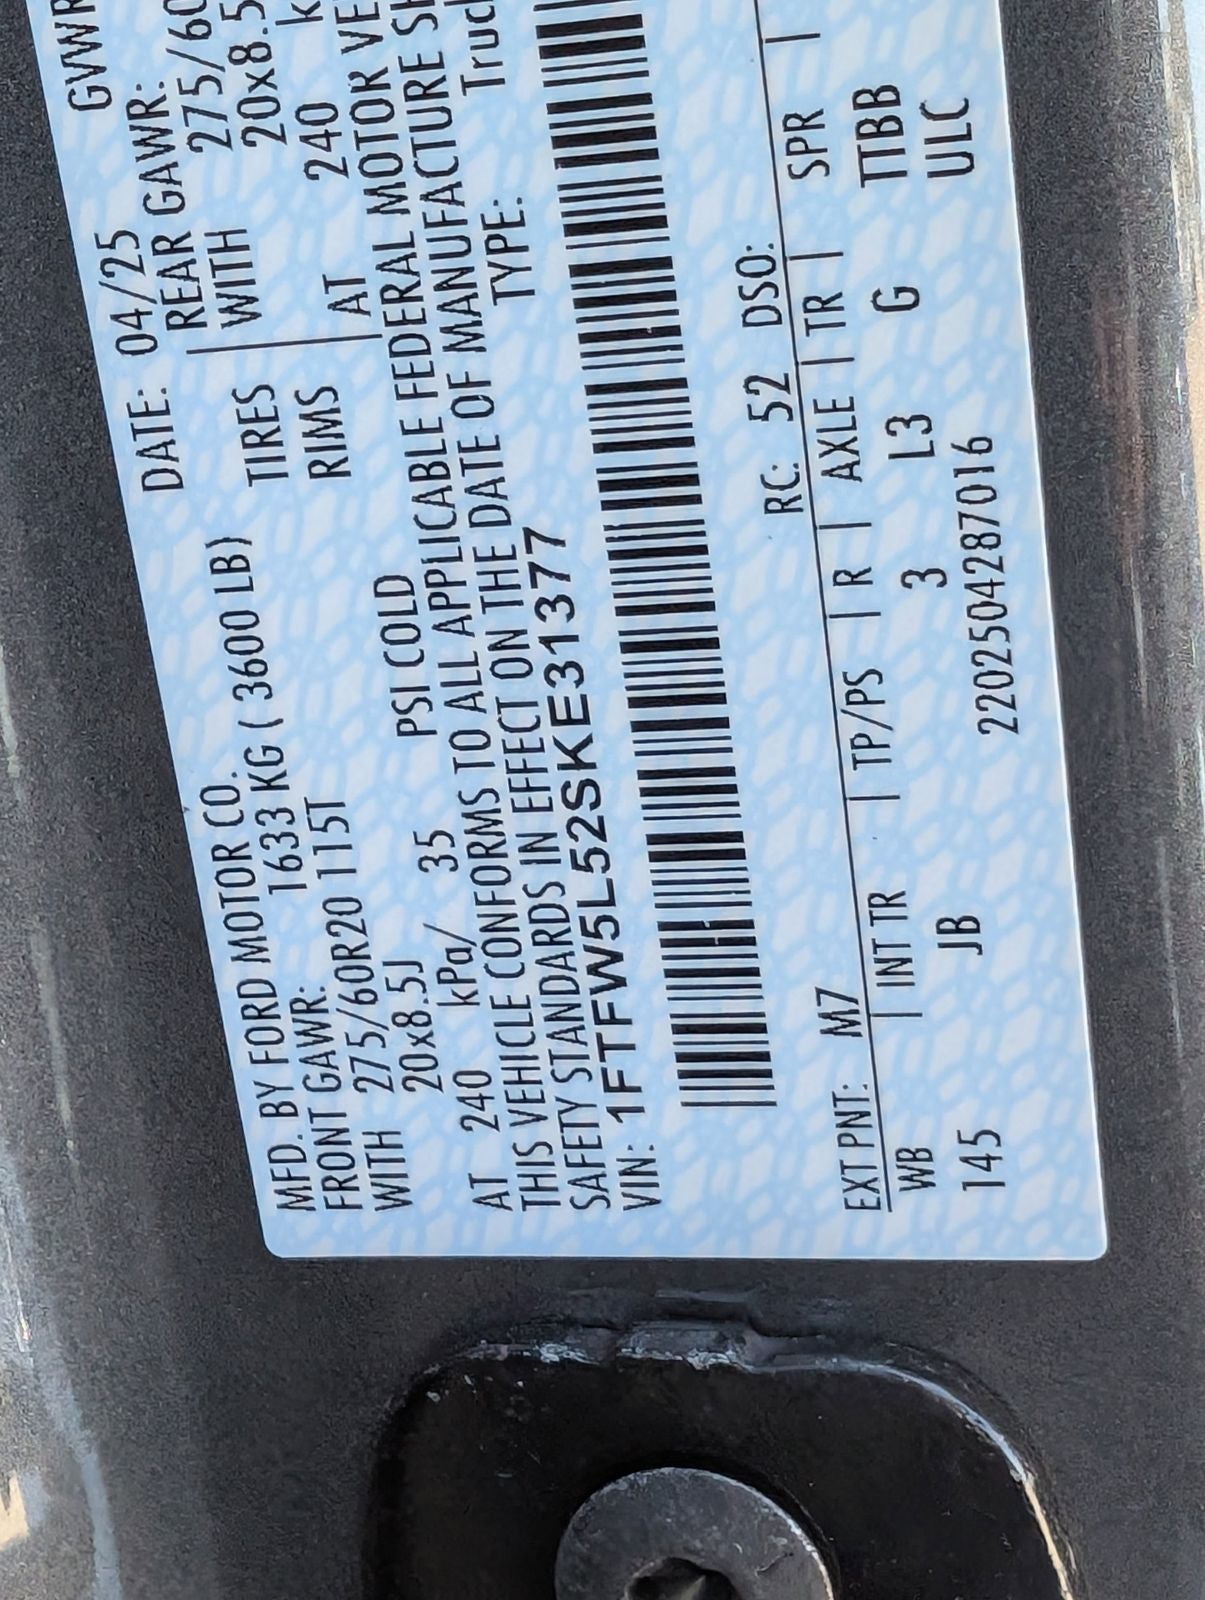 MFD. BY FORD MOTOR CO. DATE: 04/25 GVWR
FRONT GAWR: 1633 KG ( 3600 LB) REAR GAWR:
WITH 275/60R20 115T TIRES WITH 275/60
20x8.5J RIMS 20x8.5
AT 240 kPa/ 35 PSI COLD AT 240 k
THIS VEHICLE CONFORMS TO ALL APPLICABLE FEDERAL MOTOR VE
SAFETY STANDARDS IN EFFECT ON THE DATE OF MANUFACTURE SH
VIN: 1FTFW5L52SKE31377 TYPE: Truc
EXT PNT: M7 RC: 52 DSO:
WB INT TR TP/PS R AXLE TR SPR
145 JB 3 L3 G TTBB
220250428​7016 ULC